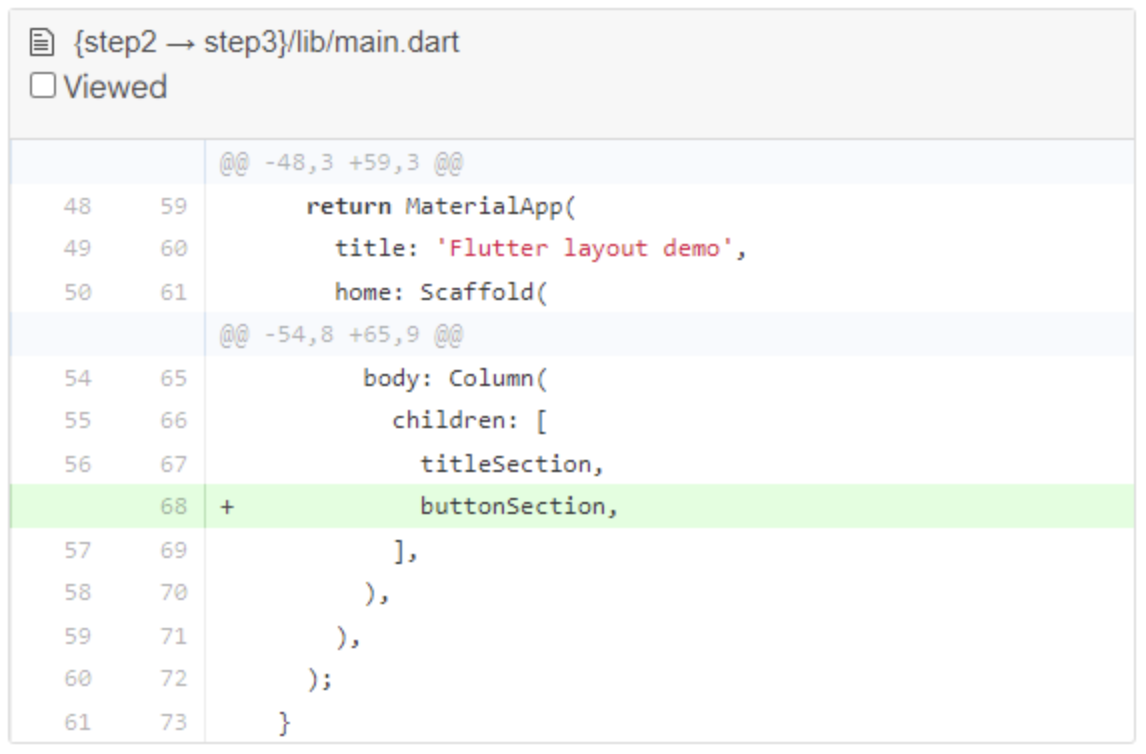 {step2 → step3}/lib/main.dart
Viewed
@@ -48,3 +59,3 @@
48 59 return MaterialApp(
49 60 title: 'Flutter layout demo',
50 61 home: Scaffold(
@@ -54,8 +65,9 @@
54 65 body: Column(
55 66 children: [
56 67 titleSection,
68 + buttonSection,
57 69 ],
58 70 ),
59 71 ),
60 72 );
61 73 }